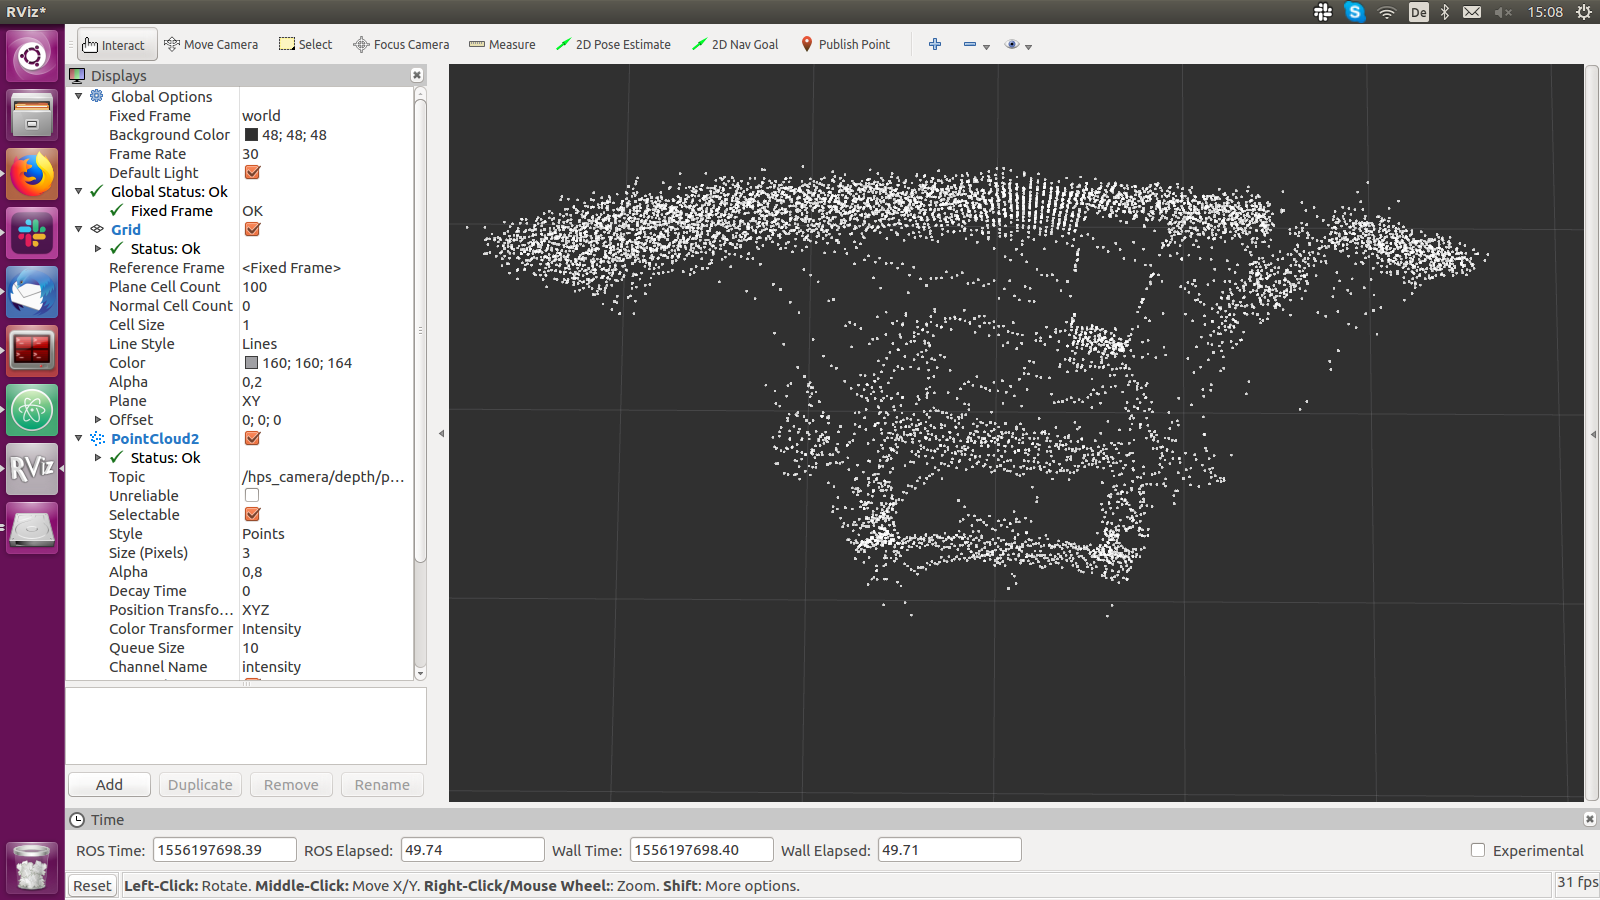 RViz*
De
15:08
Interact
Move Camera
Select
Focus Camera
Measure
2D Pose Estimate
2D Nav Goal
Publish Point
Displays
Global Options
Fixed Frame world
Background Color 48; 48; 48
Frame Rate 30
Default Light
Global Status: Ok
Fixed Frame OK
Grid
Status: Ok
Reference Frame <Fixed Frame>
Plane Cell Count 100
Normal Cell Count 0
Cell Size 1
Line Style Lines
Color 160; 160; 164
Alpha 0,2
Plane XY
Offset 0; 0; 0
PointCloud2
Status: Ok
Topic /hps_camera/depth/p...
Unreliable
Selectable
Style Points
Size (Pixels) 3
Alpha 0,8
Decay Time 0
Position Transfo... XYZ
Color Transformer Intensity
Queue Size 10
Channel Name intensity
RViz
Add
Duplicate
Remove
Rename
Time
ROS Time: 1556197698.39 ROS Elapsed: 49.74 Wall Time: 1556197698.40 Wall Elapsed: 49.71 Experimental
Reset Left-Click: Rotate. Middle-Click: Move X/Y. Right-Click/Mouse Wheel:: Zoom. Shift: More options. 31 fps